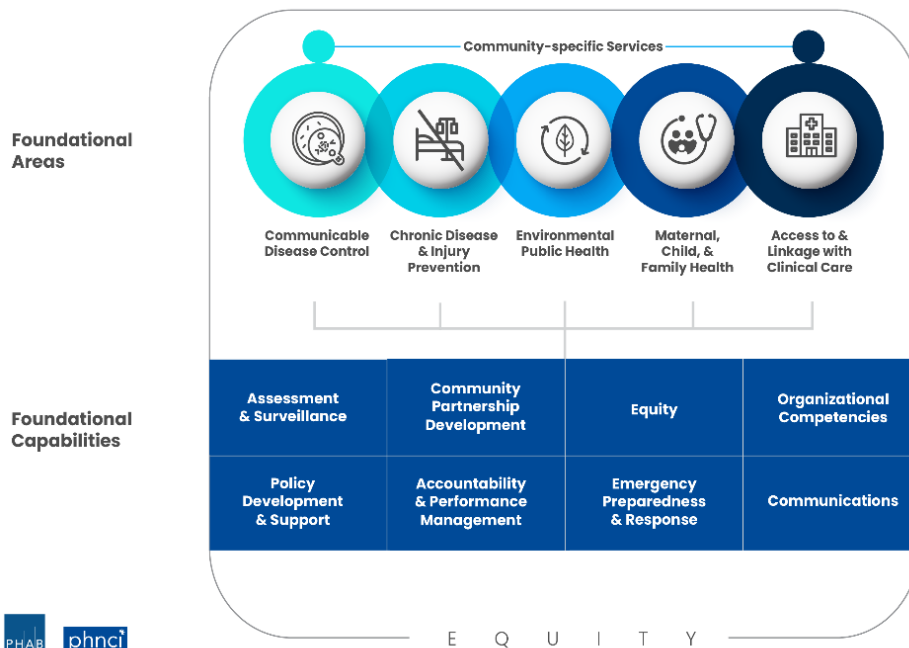 Community-specific Services
Foundational
Areas
Communicable
Disease Control
Chronic Disease
& Injury
Prevention
Environmental
Public Health
Maternal,
Child, &
Family Health
Access to &
Linkage with
Clinical Care
Foundational
Capabilities
Assessment
& Surveillance
Community
Partnership
Development
Equity
Organizational
Competencies
Policy
Development
& Support
Accountability
& Performance
Management
Emergency
Preparedness
& Response
Communications
PHAB
phnci
EQUITY